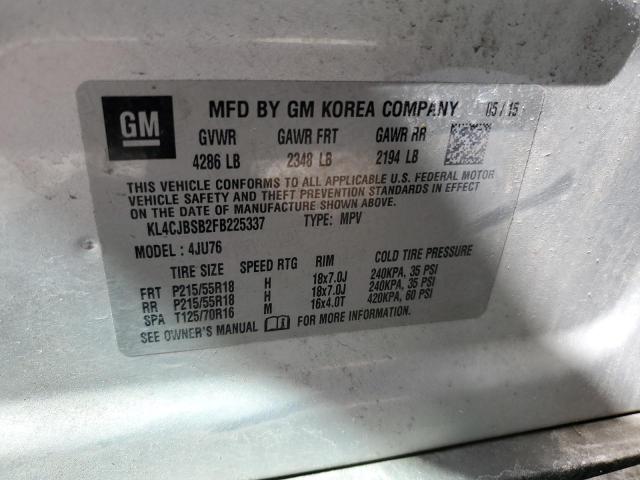 GM
MFD BY GM KOREA COMPANY 05/15
GVWR GAWR FRT GAWR RR
4286 LB 2348 LB 2194 LB
THIS VEHICLE CONFORMS TO ALL APPLICABLE U.S. FEDERAL MOTOR
VEHICLE SAFETY AND THEFT PREVENTION STANDARDS IN EFFECT
ON THE DATE OF MANUFACTURE SHOWN ABOVE.
KL4CJBSB2FB225337 TYPE: MPV
MODEL : 4JU76
TIRE SIZE SPEED RTG RIM COLD TIRE PRESSURE
FRT P215/55R18 H 18x7.0J 240KPA, 35 PSI
RR P215/55R18 H 18x7.0J 240KPA, 35 PSI
SPA T125/70R16 M 16x4.0T 420KPA, 60 PSI
SEE OWNER'S MANUAL FOR MORE INFORMATION.